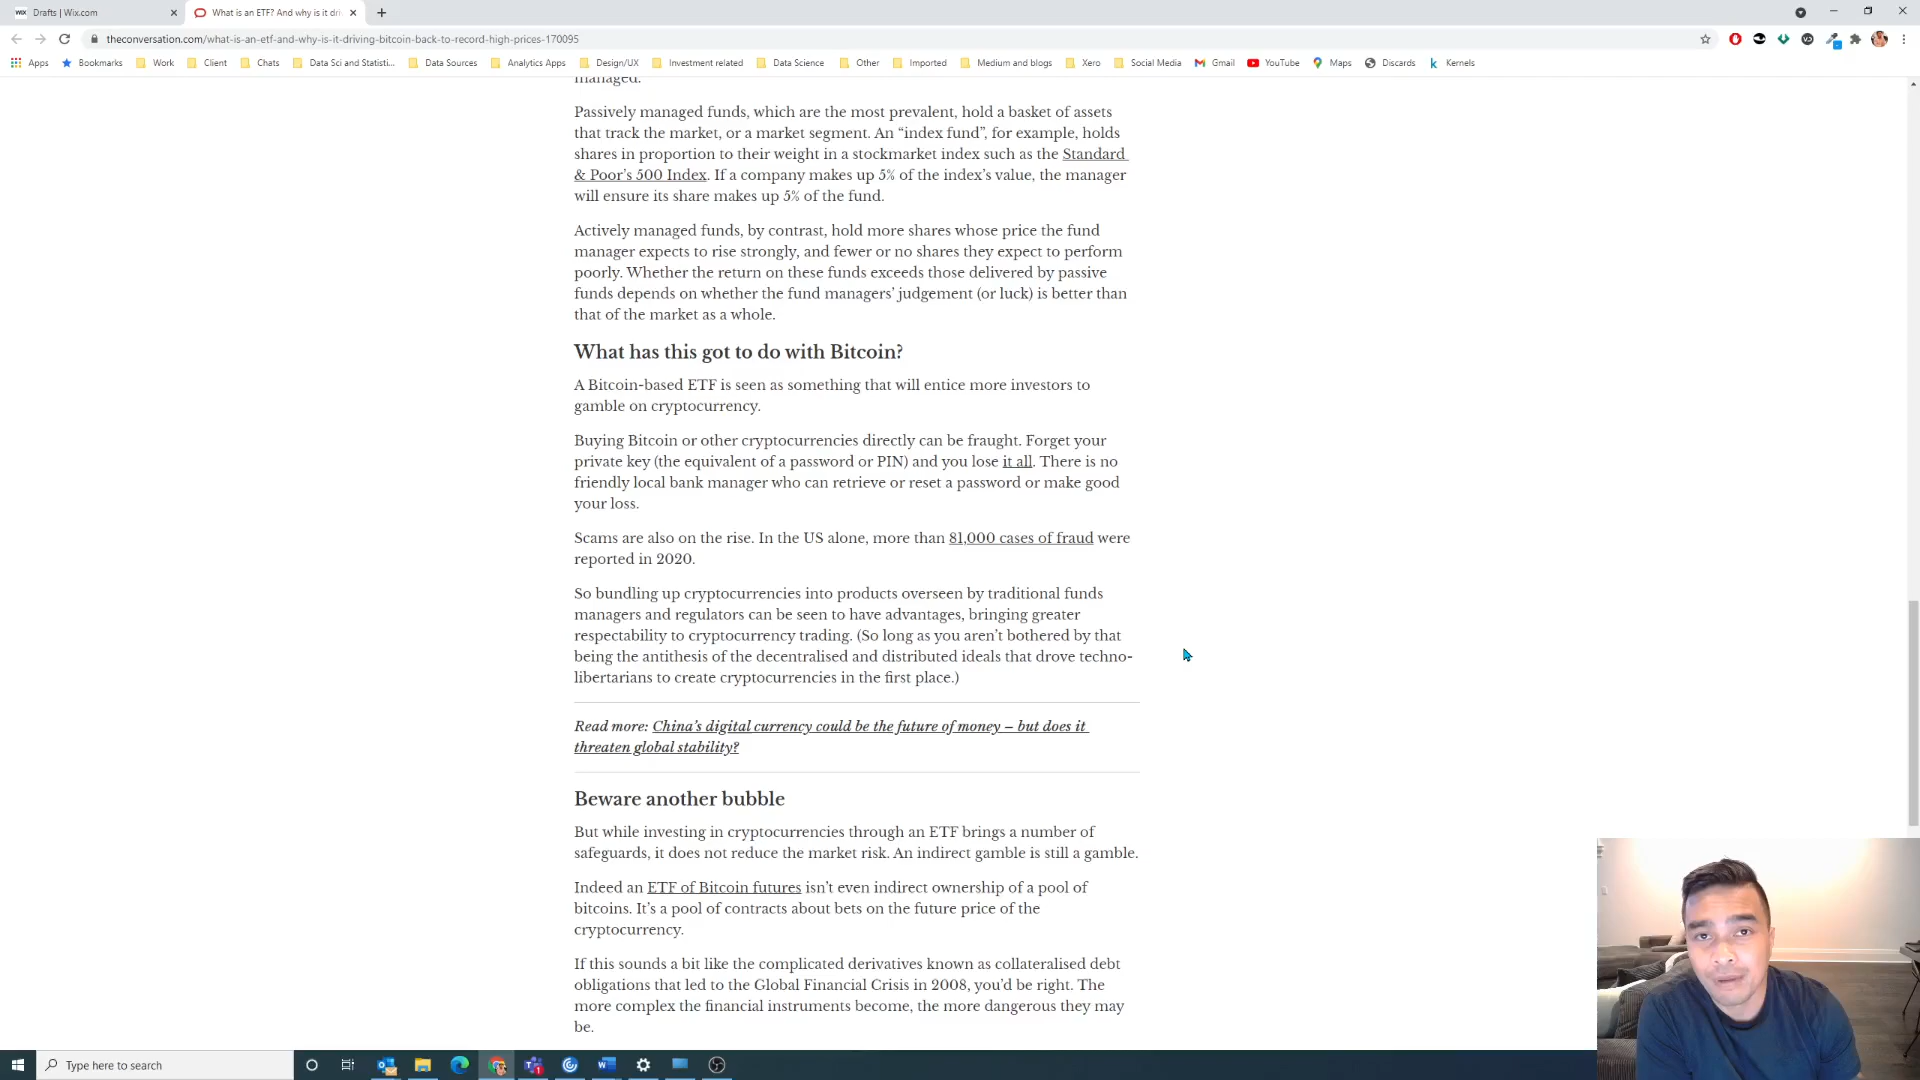 WiX Drafts | Wix.com
What is an ETF? And why is it dri
theconversation.com/what-is-an-etf-and-why-is-it-driving-bitcoin-back-to-record-high-prices-170095
Apps Bookmarks Work Client Chats Data Sci and Statisti... Data Sources Analytics Apps Design/UX Investment related Data Science Other Imported Medium and blogs Xero Social Media Gmail YouTube Maps Discards Kernels
managed.
Passively managed funds, which are the most prevalent, hold a basket of assets
that track the market, or a market segment. An “index fund”, for example, holds
shares in proportion to their weight in a stockmarket index such as the Standard
& Poor’s 500 Index. If a company makes up 5% of the index’s value, the manager
will ensure its share makes up 5% of the fund.
Actively managed funds, by contrast, hold more shares whose price the fund
manager expects to rise strongly, and fewer or no shares they expect to perform
poorly. Whether the return on these funds exceeds those delivered by passive
funds depends on whether the fund managers’ judgement (or luck) is better than
that of the market as a whole.
What has this got to do with Bitcoin?
A Bitcoin-based ETF is seen as something that will entice more investors to
gamble on cryptocurrency.
Buying Bitcoin or other cryptocurrencies directly can be fraught. Forget your
private key (the equivalent of a password or PIN) and you lose it all. There is no
friendly local bank manager who can retrieve or reset a password or make good
your loss.
Scams are also on the rise. In the US alone, more than 81,000 cases of fraud were
reported in 2020.
So bundling up cryptocurrencies into products overseen by traditional funds
managers and regulators can be seen to have advantages, bringing greater
respectability to cryptocurrency trading. (So long as you aren’t bothered by that
being the antithesis of the decentralised and distributed ideals that drove techno-
libertarians to create cryptocurrencies in the first place.)
Read more: China’s digital currency could be the future of money – but does it
threaten global stability?
Beware another bubble
But while investing in cryptocurrencies through an ETF brings a number of
safeguards, it does not reduce the market risk. An indirect gamble is still a gamble.
Indeed an ETF of Bitcoin futures isn’t even indirect ownership of a pool of
bitcoins. It’s a pool of contracts about bets on the future price of the
cryptocurrency.
If this sounds a bit like the complicated derivatives known as collateralised debt
obligations that led to the Global Financial Crisis in 2008, you’d be right. The
more complex the financial instruments become, the more dangerous they may
be.
Type here to search